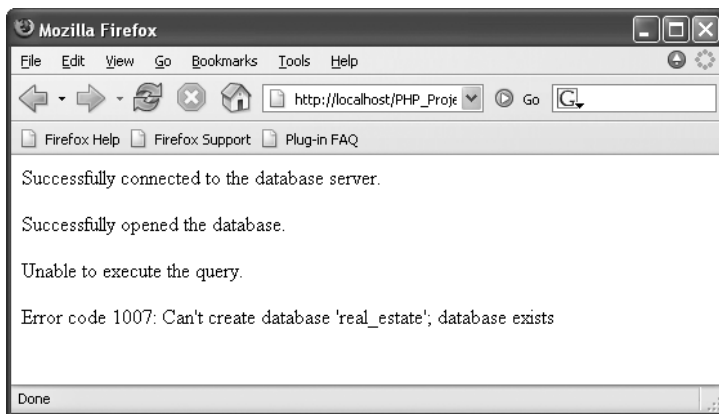 Mozilla Firefox
File Edit View Go Bookmarks Tools Help
http://localhost/PHP_Proje Go G
Firefox Help Firefox Support Plug-in FAQ
Successfully connected to the database server.
Successfully opened the database.
Unable to execute the query.
Error code 1007: Can't create database 'real_estate'; database exists
Done